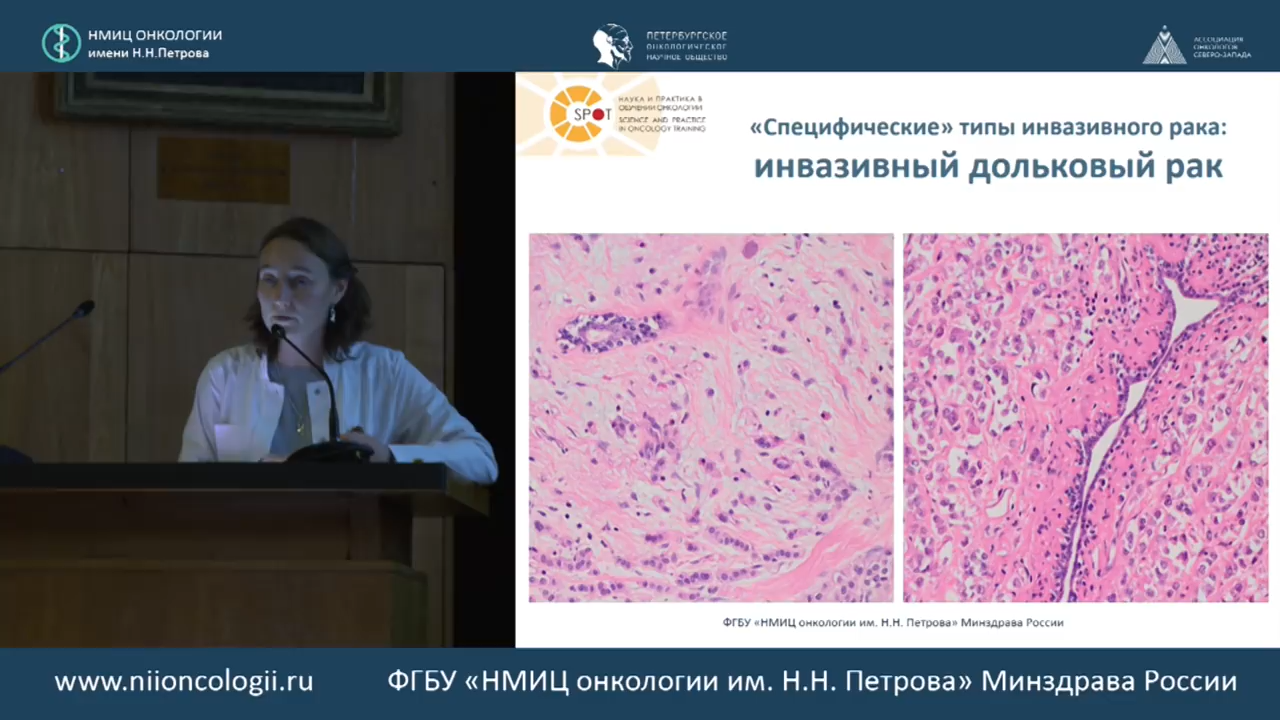 НМИЦ ОНКОЛОГИИ
имени Н.Н.Петрова
ПЕТЕРБУРГСКОЕ
ОНКОЛОГИЧЕСКОЕ
НАУЧНОЕ ОБЩЕСТВО
АССОЦИАЦИЯ
ОНКОЛОГОВ
СЕВЕРО-ЗАПАДА
SPOT
НАУКА И ПРАКТИКА В
ОБУЧЕНИИ ОНКОЛОГИИ
SCIENCE AND PRACTICE
IN ONCOLOGY TRAINING
«Специфические» типы инвазивного рака:
инвазивный дольковый рак
ФГБУ «НМИЦ онкологии им. Н.Н. Петрова» Минздрава России
www.niioncologii.ru
ФГБУ «НМИЦ онкологии им. Н.Н. Петрова» Минздрава России